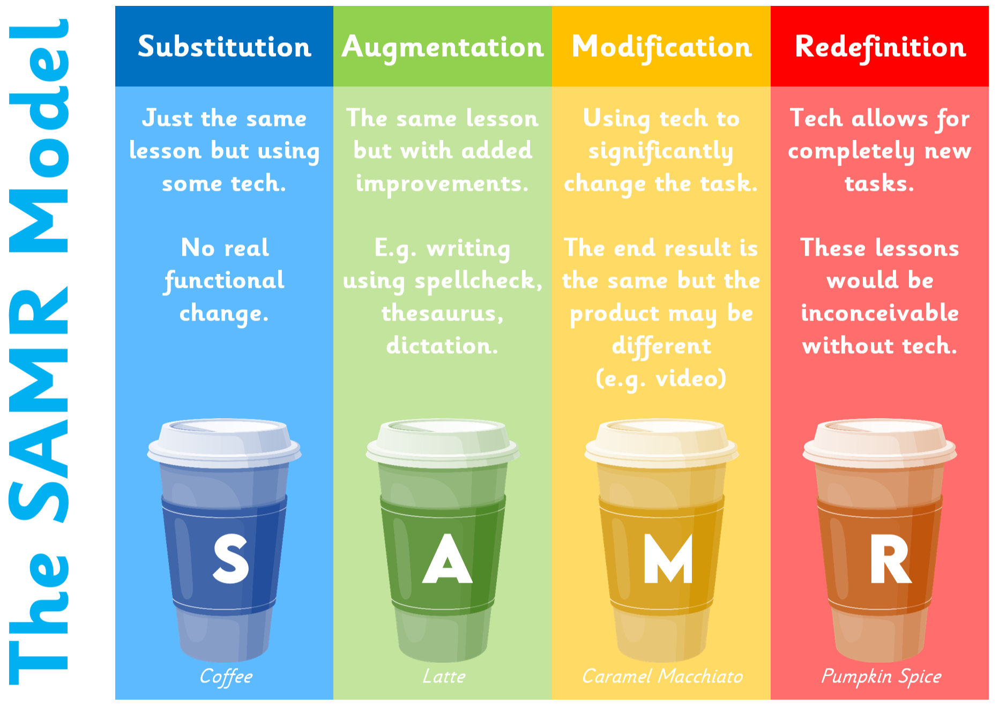 The SAMR Model
Substitution
Just the same
lesson but using
some tech.
No real
functional
change.
S
Coffee
Augmentation
The same lesson
but with added
improvements.
E.g. writing
using spellcheck,
thesaurus,
dictation.
A
Latte
Modification
Using tech to
significantly
change the task.
The end result is
the same but the
product may be
different
(e.g. video)
M
Caramel Macchiato
Redefinition
Tech allows for
completely new
tasks.
These lessons
would be
inconceivable
without tech.
R
Pumpkin Spice